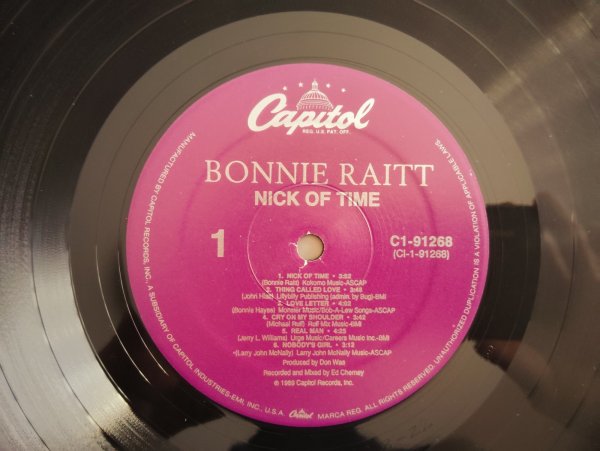 Capitol
REG. U.S. PAT. OFF.
BONNIE RAITT
NICK OF TIME
1
C1-91268
(Cl-1-91268)
1. NICK OF TIME • 3:52
(Bonnie Raitt) Kokomo Music-ASCAP
2. THING CALLED LOVE • 3:48
(John Hiatt) Lillybilly Publishing (admin. by Bug)-BMI
3. LOVE LETTER • 4:02
(Bonnie Hayes) Monster Music/Bob-A-Lew Songs-ASCAP
4. CRY ON MY SHOULDER • 3:42
(Michael Ruff) Ruff Mix Music-BMI
5. REAL MAN • 4:25
(Jerry L. Williams) Urge Music/Careers Music Inc.-BMI
6. NOBODY'S GIRL • 3:12
(Larry John McNally) Larry John McNally Music-ASCAP
Produced by Don Was
Recorded and Mixed by Ed Cherney
℗ 1989 Capitol Records, Inc.
MANUFACTURED BY CAPITOL RECORDS, INC., A SUBSIDIARY OF CAPITOL INDUSTRIES-EMI, INC., U.S.A.
Capitol
MARCA REG. ALL RIGHTS RESERVED. UNAUTHORIZED DUPLICATION IS A VIOLATION OF APPLICABLE LAWS.